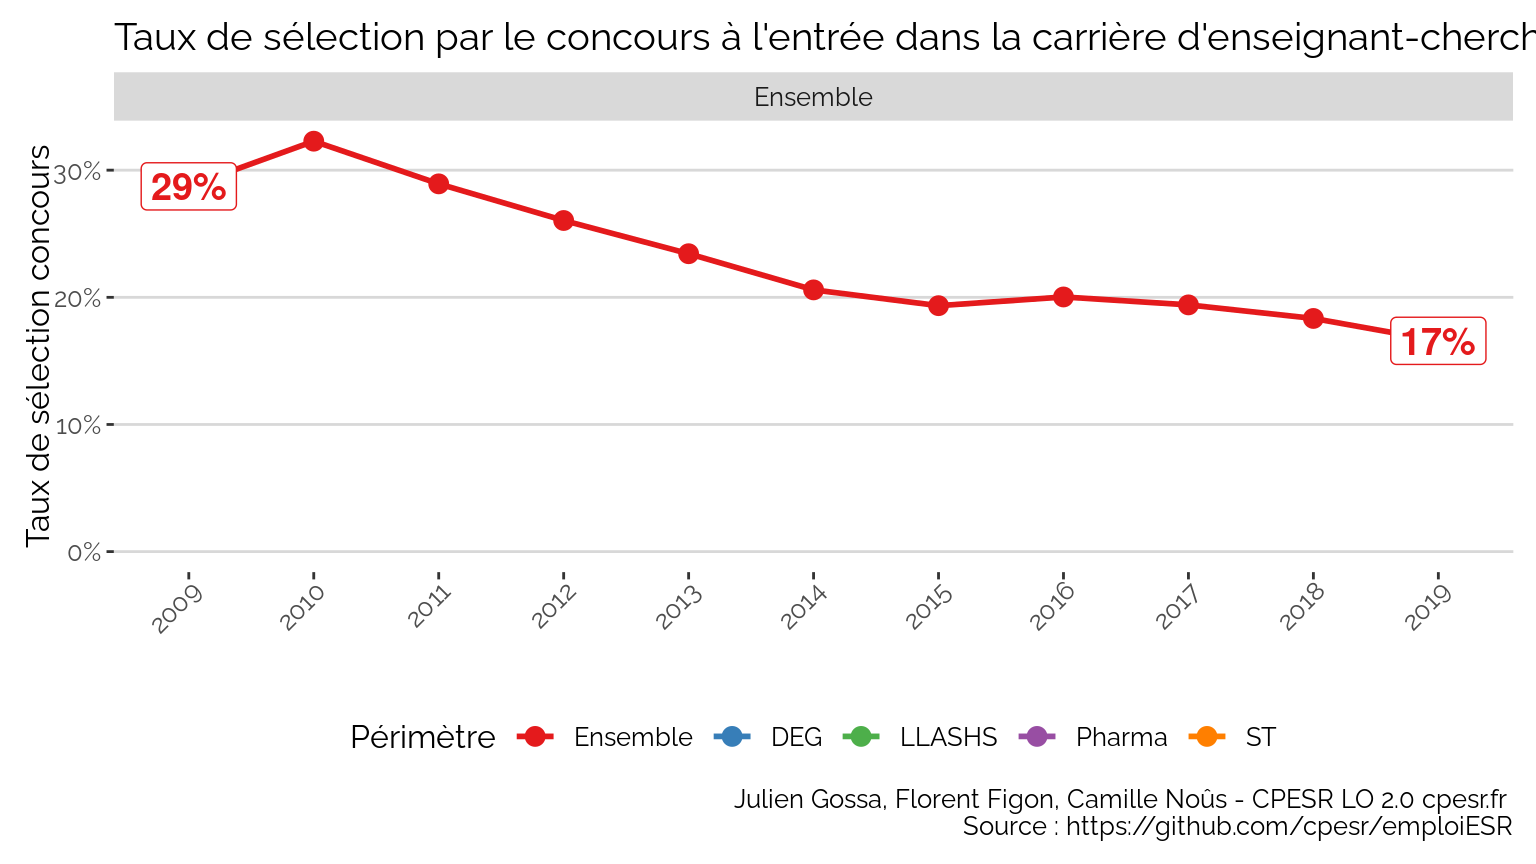 Taux de sélection par le concours à l'entrée dans la carrière d'enseignant-cherch
Ensemble
Taux de sélection concours
30%
20%
10%
0%
29%
17%
2009
2010
2011
2012
2013
2014
2015
2016
2017
2018
2019
Périmètre Ensemble DEG LLASHS Pharma ST
Julien Gossa, Florent Figon, Camille Noûs - CPESR LO 2.0 cpesr.fr
Source : https://github.com/cpesr/emploiESR